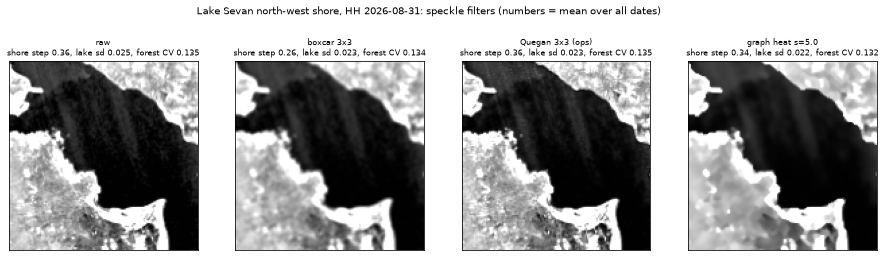 Lake Sevan north-west shore, HH 2026-08-31: speckle filters (numbers = mean over all dates)
raw
shore step 0.36, lake sd 0.025, forest CV 0.135
boxcar 3x3
shore step 0.26, lake sd 0.023, forest CV 0.134
Quegan 3x3 (ops)
shore step 0.36, lake sd 0.023, forest CV 0.135
graph heat s=5.0
shore step 0.34, lake sd 0.022, forest CV 0.132